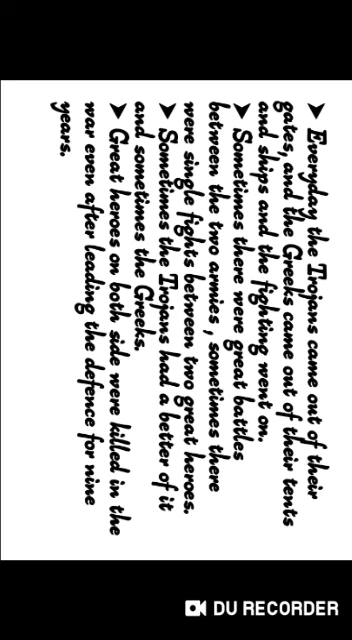 ➤ Everyday the Trojans came out of their
gates, and the Greeks came out of their tents
and ships and the fighting went on.
➤ Sometimes there were great battles
between the two armies, sometimes there
were single fights between two great heroes.
➤ Sometimes the Trojans had a better of it
and sometimes the Greeks.
➤ Great heroes on both side were killed in the
war even after leading the defence for nine
years.
DU RECORDER